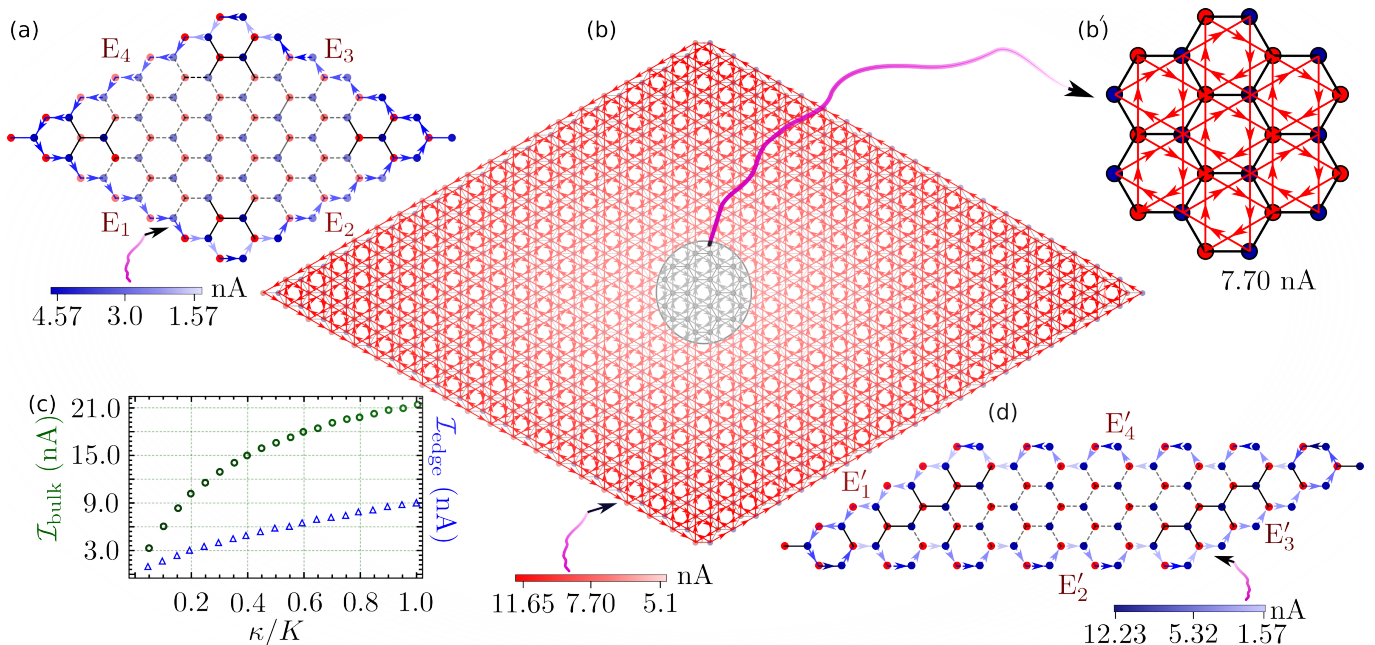 (a)
E₄
E₃
E₁
E₂
nA
4.57 3.0 1.57
(b)
(b′)
7.70 nA
(c)
𝓘bulk (nA)
21.0
15.0
9.0
3.0
0.2 0.4 0.6 0.8 1.0
κ/K
𝓘edge (nA)
nA
11.65 7.70 5.1
(d)
E′₄
E′₁
E′₃
E′₂
nA
12.23 5.32 1.57